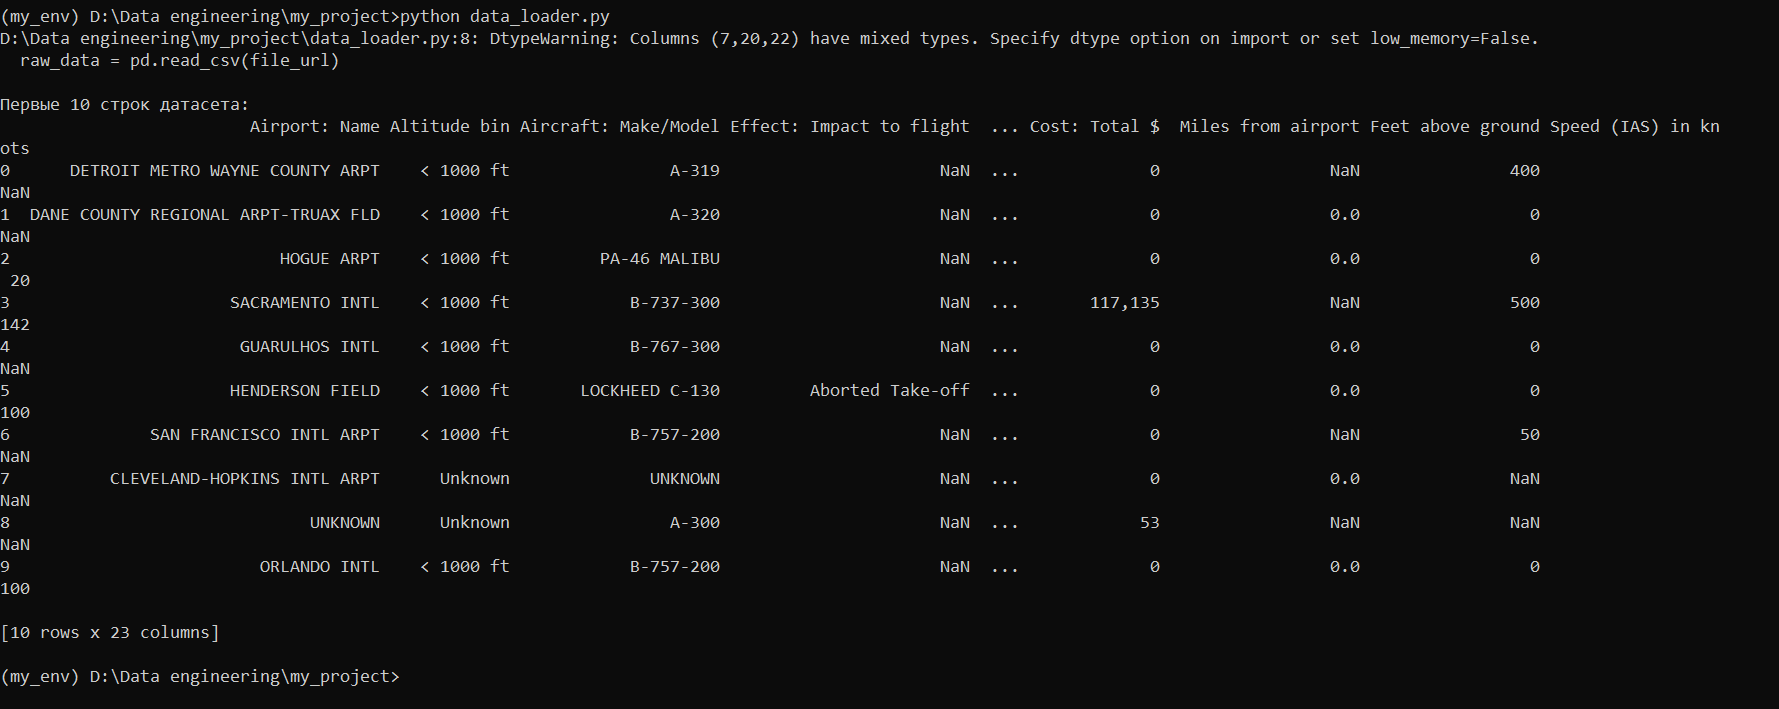 (my_env) D:\Data engineering\my_project>python data_loader.py
D:\Data engineering\my_project\data_loader.py:8: DtypeWarning: Columns (7,20,22) have mixed types. Specify dtype option on import or set low_memory=False.
  raw_data = pd.read_csv(file_url)
Первые 10 строк датасета:
Airport: Name Altitude bin Aircraft: Make/Model Effect: Impact to flight  ... Cost: Total $  Miles from airport Feet above ground Speed (IAS) in kn
ots
0      DETROIT METRO WAYNE COUNTY ARPT    < 1000 ft                A-319                      NaN  ...             0                 NaN               400
NaN
1  DANE COUNTY REGIONAL ARPT-TRUAX FLD    < 1000 ft                A-320                      NaN  ...             0                 0.0                 0
NaN
2                           HOGUE ARPT    < 1000 ft         PA-46 MALIBU                      NaN  ...             0                 0.0                 0
 20
3                      SACRAMENTO INTL    < 1000 ft            B-737-300                      NaN  ...       117,135                 NaN               500
142
4                       GUARULHOS INTL    < 1000 ft            B-767-300                      NaN  ...             0                 0.0                 0
NaN
5                      HENDERSON FIELD    < 1000 ft       LOCKHEED C-130         Aborted Take-off  ...             0                 0.0                 0
100
6              SAN FRANCISCO INTL ARPT    < 1000 ft            B-757-200                      NaN  ...             0                 NaN                50
NaN
7          CLEVELAND-HOPKINS INTL ARPT      Unknown              UNKNOWN                      NaN  ...             0                 0.0               NaN
NaN
8                              UNKNOWN      Unknown                A-300                      NaN  ...            53                 NaN               NaN
NaN
9                         ORLANDO INTL    < 1000 ft            B-757-200                      NaN  ...             0                 0.0                 0
100
[10 rows x 23 columns]
(my_env) D:\Data engineering\my_project>